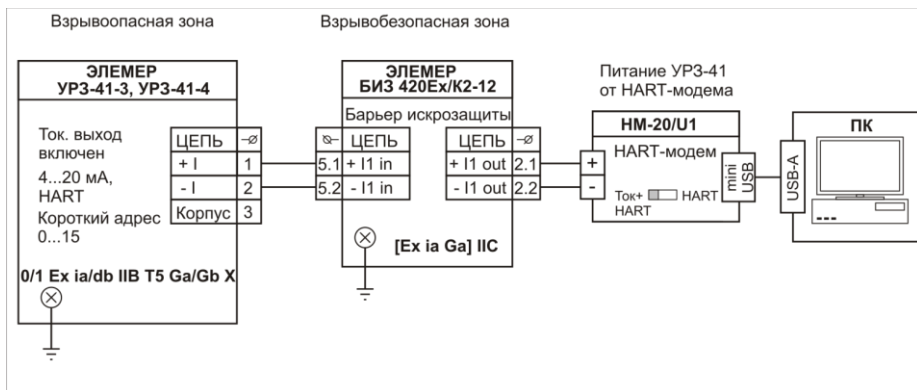 Взрывоопасная зона
Взрывобезопасная зона
ЭЛЕМЕР
УРЗ-41-3, УРЗ-41-4
Ток. выход
включен
4...20 мА,
HART
Короткий адрес
0...15
ЦЕПЬ
+ I 1
- I 2
Корпус 3
0/1 Ex ia/db IIB T5 Ga/Gb X
ЭЛЕМЕР
БИЗ 420Ex/К2-12
Барьер искрозащиты
ЦЕПЬ
5.1 + I1 in
5.2 - I1 in
ЦЕПЬ
+ I1 out 2.1
- I1 out 2.2
[Ex ia Ga] IIC
Питание УРЗ-41
от HART-модема
HM-20/U1
HART-модем
+
-
Ток+ HART
HART
mini
USB
USB-A
ПК